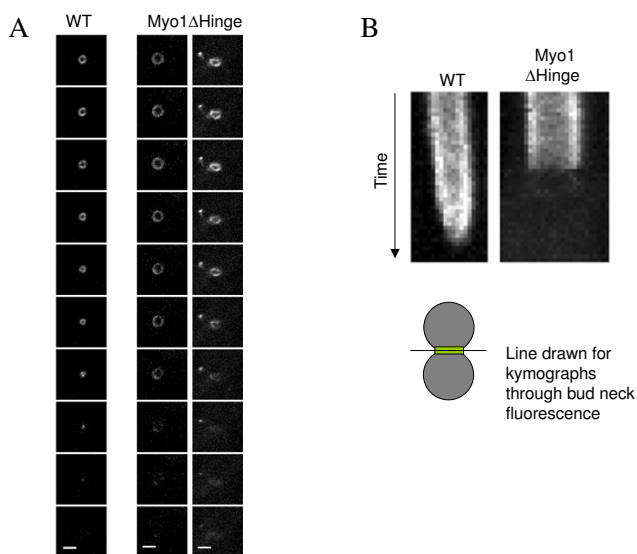 A
WT
Myo1ΔHinge
B
WT
Myo1
ΔHinge
Time
Line drawn for
kymographs
through bud neck
fluorescence